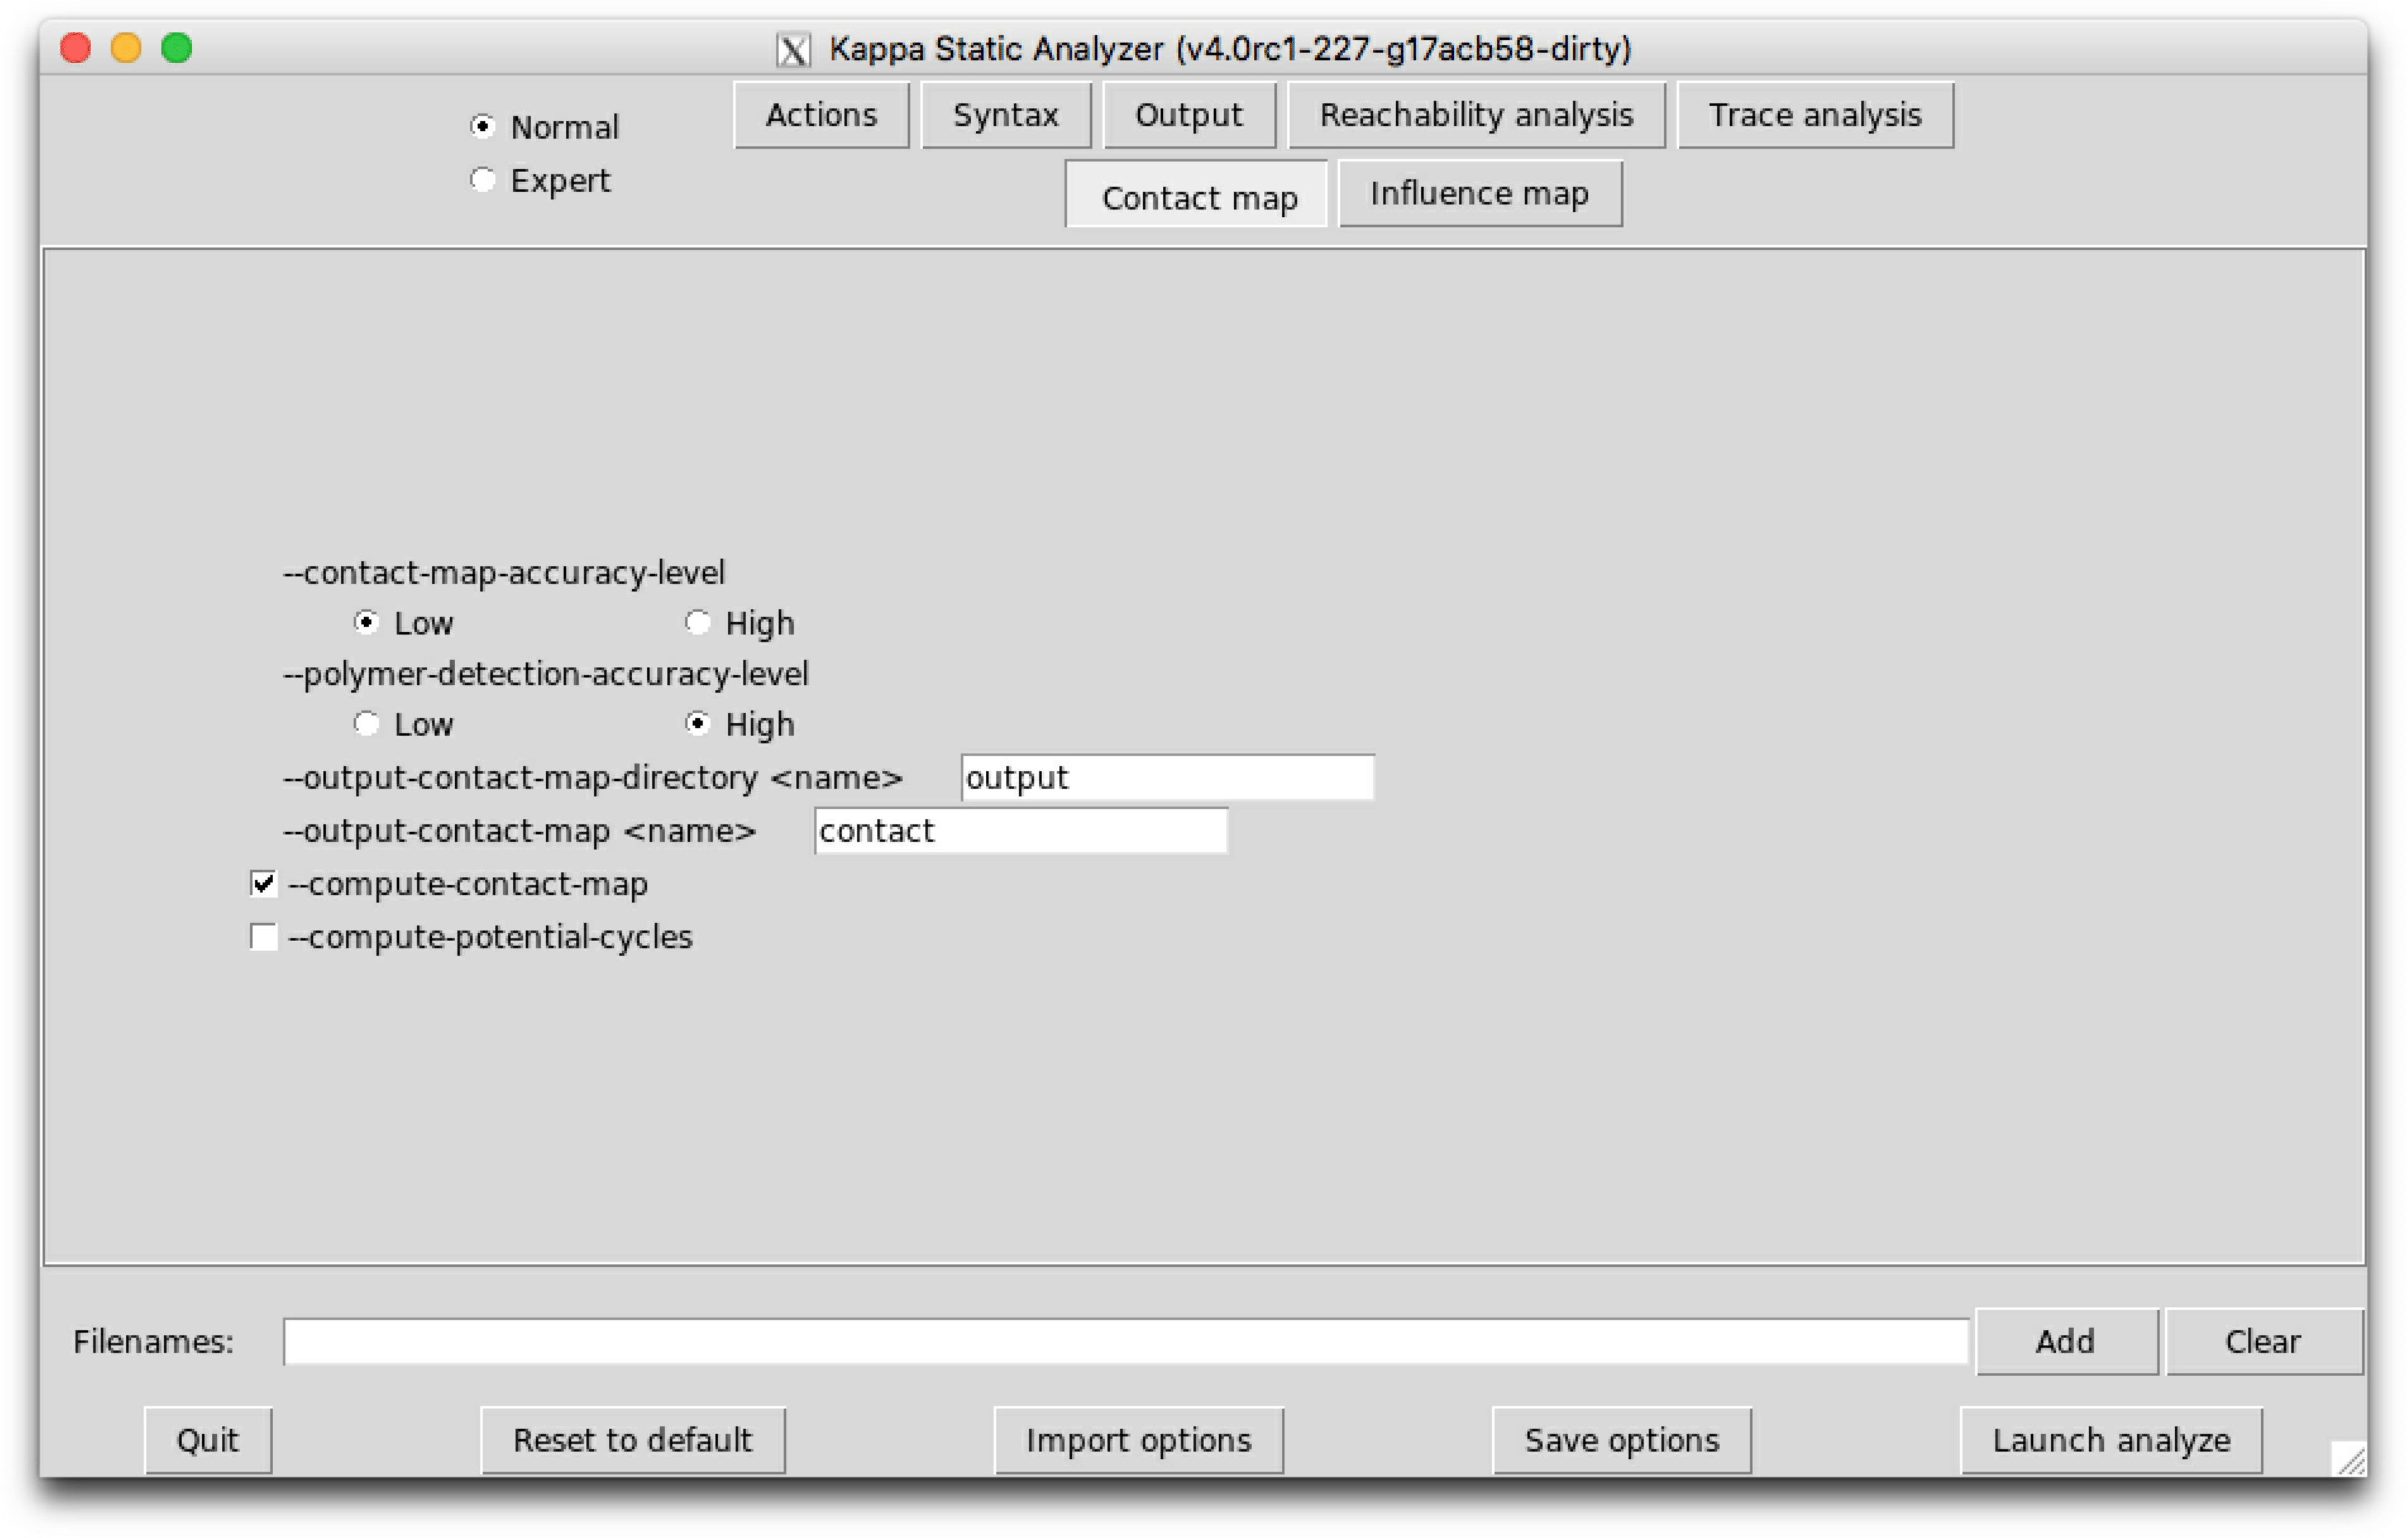 Kappa Static Analyzer (v4.0rc1-227-g17acb58-dirty)
Normal
Expert
Actions Syntax Output Reachability analysis Trace analysis
Contact map Influence map
--contact-map-accuracy-level
Low High
--polymer-detection-accuracy-level
Low High
--output-contact-map-directory <name> output
--output-contact-map <name> contact
--compute-contact-map
--compute-potential-cycles
Filenames: Add Clear
Quit Reset to default Import options Save options Launch analyze